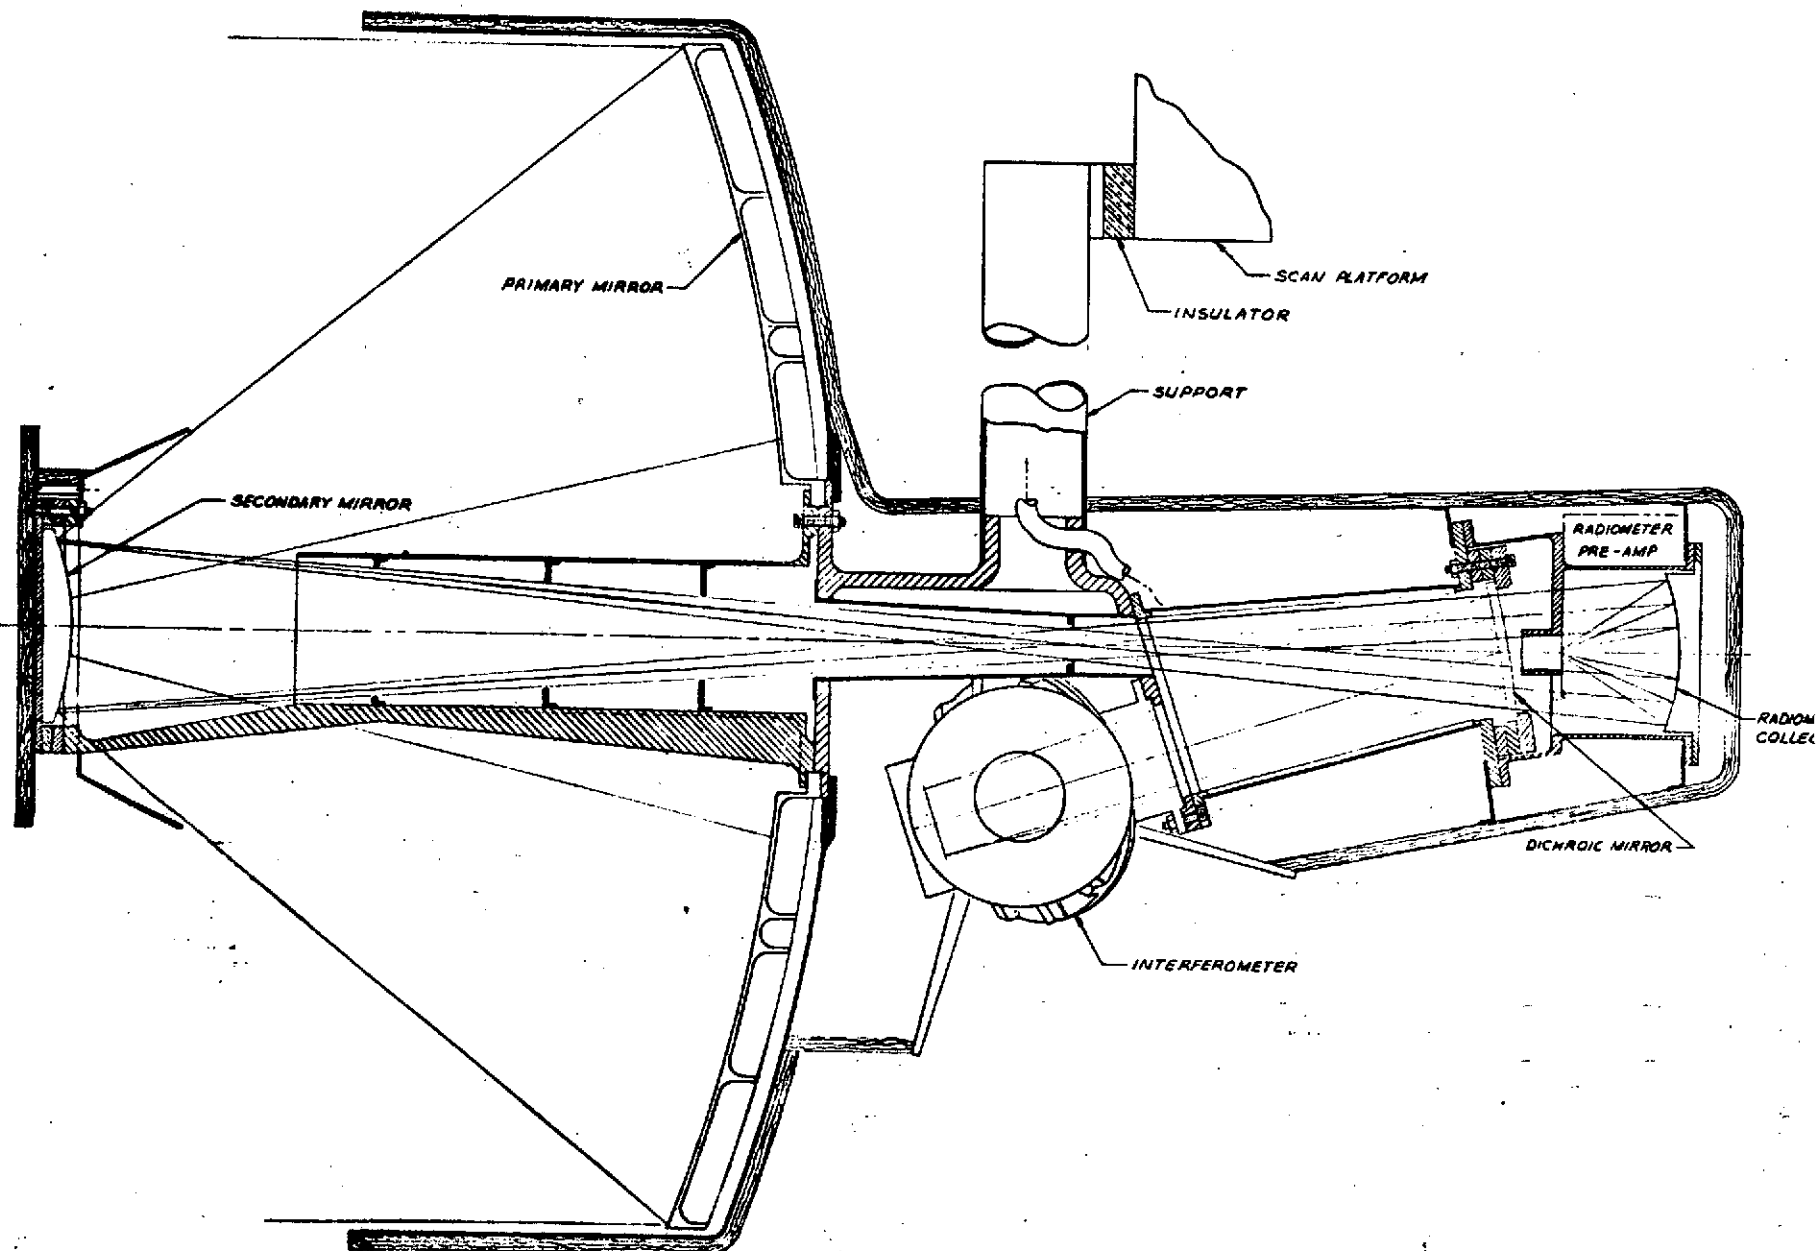 SCAN PLATFORM
PRIMARY MIRROR
INSULATOR
SUPPORT
SECONDARY MIRROR
RADIOMETER
PRE-AMP
DICHROIC MIRROR
INTERFEROMETER